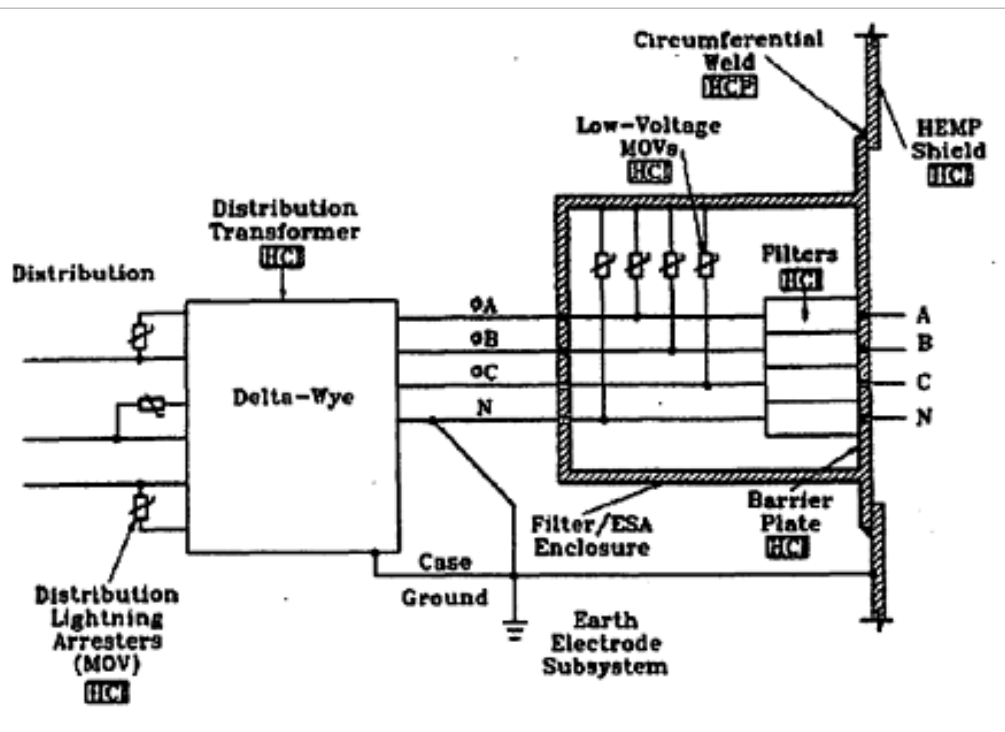 Circumferential
Weld
HCP
Low-Voltage
MOVs
HCI
HEMP
Shield
HCI
Distribution
Transformer
HCI
Distribution
Filters
HCI
ΦA
ΦB
ΦC
N
A
B
C
N
Delta-Wye
Filter/ESA
Enclosure
Barrier
Plate
HCI
Case
Ground
Earth
Electrode
Subsystem
Distribution
Lightning
Arresters
(MOV)
HCI